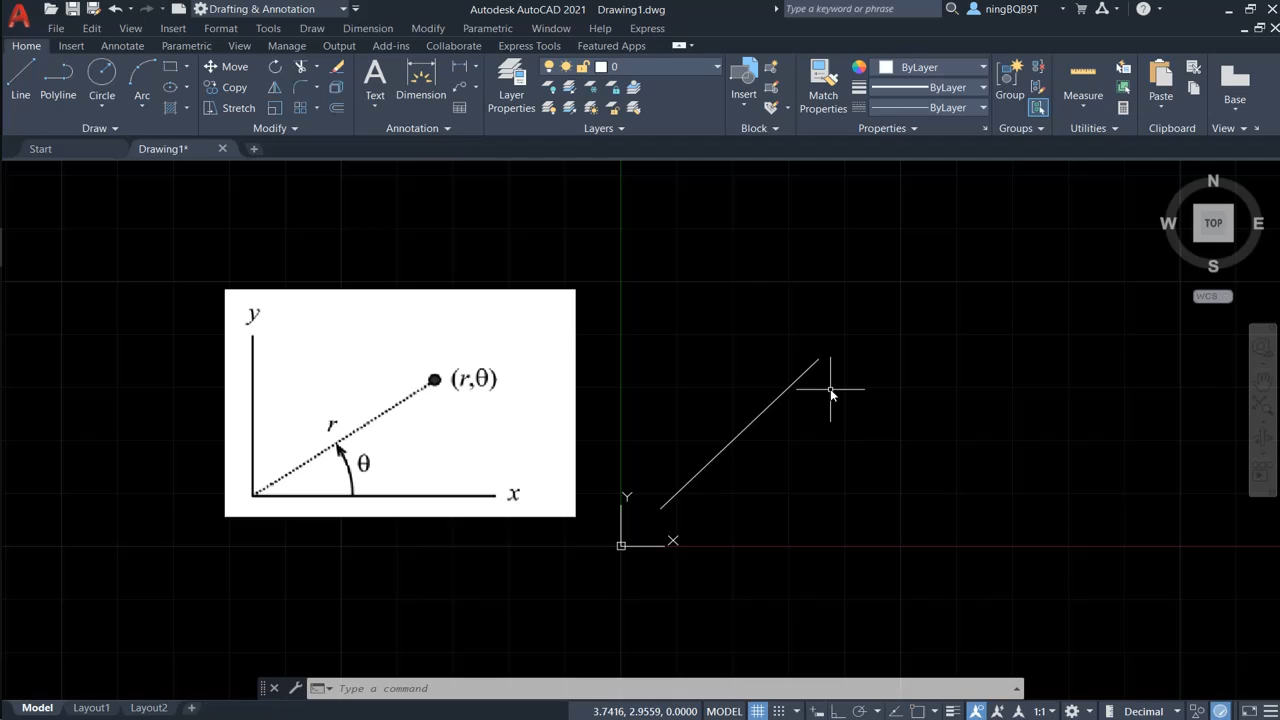 Drafting & Annotation
Autodesk AutoCAD 2021 Drawing1.dwg
Type a keyword or phrase
ningBQB9T
File Edit View Insert Format Tools Draw Dimension Modify Parametric Window Help Express
Home Insert Annotate Parametric View Manage Output Add-ins Collaborate Express Tools Featured Apps
Line Polyline Circle Arc
Move
Copy
Stretch
Text Dimension
Layer
Properties
0
Insert
Match
Properties
ByLayer
ByLayer
ByLayer
Group
Measure
Paste
Base
Draw Modify Annotation Layers Block Properties Groups Utilities Clipboard View
Start Drawing1*
N
W TOP E
S
WCS
y
(r,θ)
r
θ
x
Y
X
Type a command
Model Layout1 Layout2 +
3.7416, 2.9559, 0.0000 MODEL 1:1 Decimal